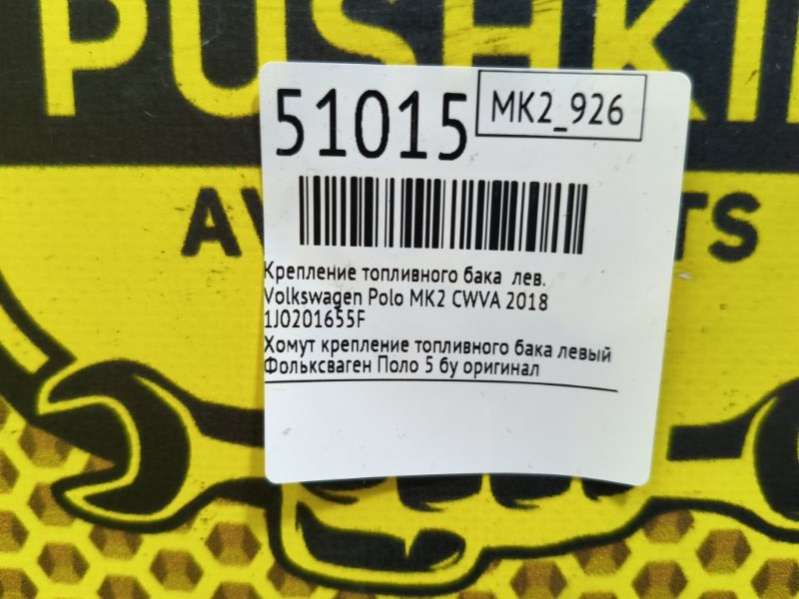 PUSHKI
51015
MK2_926
AV TS
Крепление топливного бака лев.
Volkswagen Polo MK2 CWVA 2018
1J0201655F
Хомут крепление топливного бака левый
Фольксваген Поло 5 бу оригинал